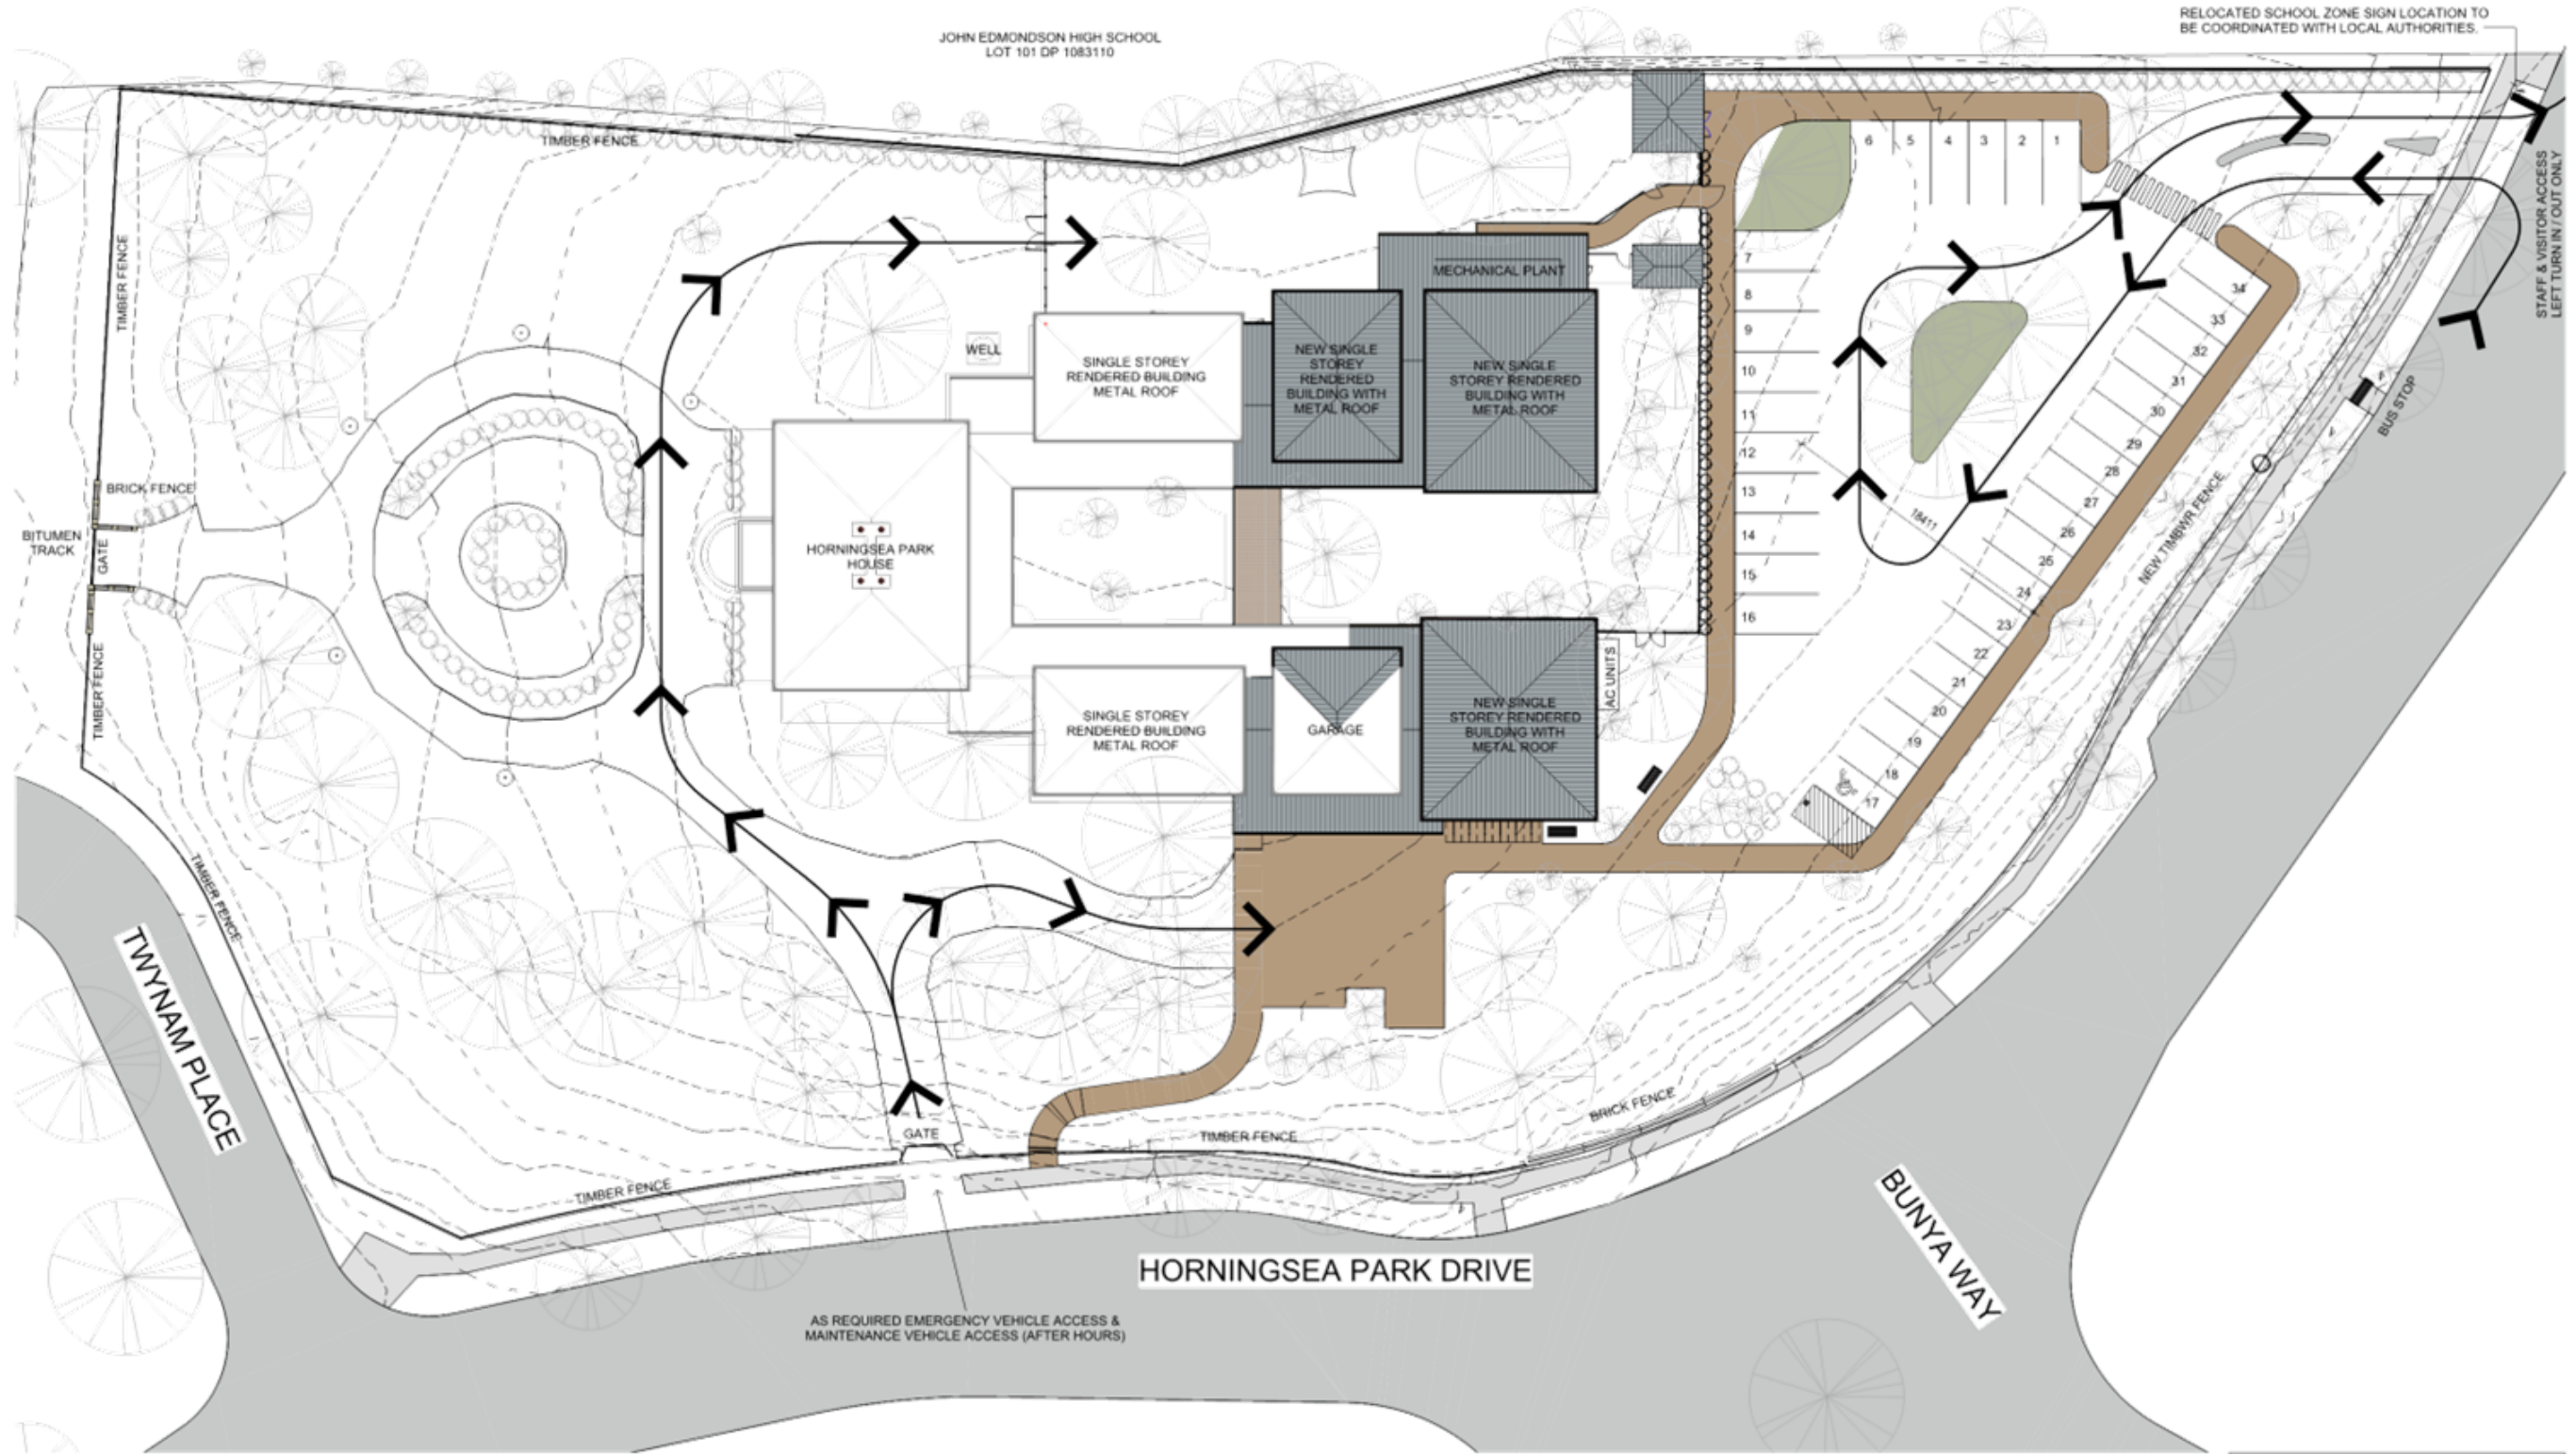 JOHN EDMONDSON HIGH SCHOOL
LOT 101 DP 1083110
RELOCATED SCHOOL ZONE SIGN LOCATION TO
BE COORDINATED WITH LOCAL AUTHORITIES.
TIMBER FENCE
TIMBER FENCE
6 5 4 3 2 1
STAFF & VISITOR ACCESS
LEFT TURN IN / OUT ONLY
MECHANICAL PLANT
7
8
9
10
11
12
13
14
15
16
34
33
32
31
30
29
28
27
26
25
24
23
22
21
20
19
18
17
18411
WELL
SINGLE STOREY
RENDERED BUILDING
METAL ROOF
NEW SINGLE
STOREY
RENDERED
BUILDING WITH
METAL ROOF
NEW SINGLE
STOREY RENDERED
BUILDING WITH
METAL ROOF
BUS STOP
NEW TIMBWR FENCE
BRICK FENCE
BITUMEN
TRACK
GATE
HORNINGSEA PARK
HOUSE
TIMBER FENCE
SINGLE STOREY
RENDERED BUILDING
METAL ROOF
GARAGE
NEW SINGLE
STOREY RENDERED
BUILDING WITH
METAL ROOF
AC UNITS
TIMBER FENCE
TWYNAM PLACE
GATE
TIMBER FENCE
BRICK FENCE
TIMBER FENCE
HORNINGSEA PARK DRIVE
BUNYA WAY
AS REQUIRED EMERGENCY VEHICLE ACCESS &
MAINTENANCE VEHICLE ACCESS (AFTER HOURS)